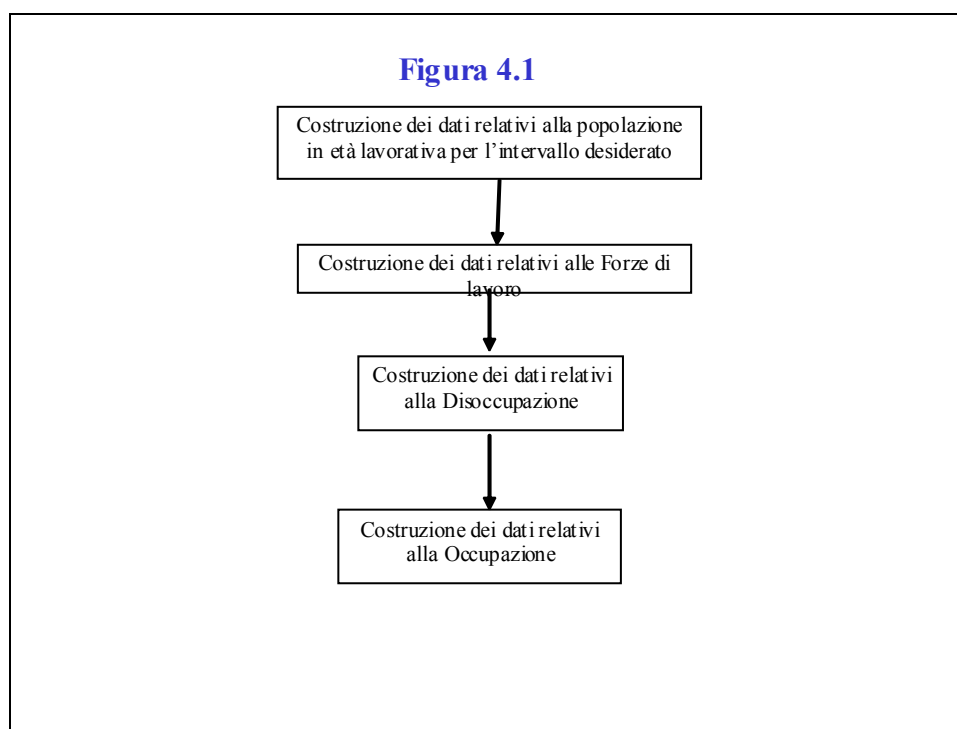 Figura 4.1
Costruzione dei dati relativi alla popolazione
in età lavorativa per l'intervallo desiderato
Costruzione dei dati relativi alle Forze di
lavoro
Costruzione dei dati relativi
alla Disoccupazione
Costruzione dei dati relativi
alla Occupazione